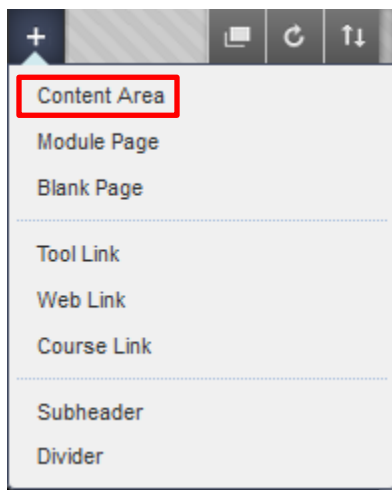 Content Area
Module Page
Blank Page
Tool Link
Web Link
Course Link
Subheader
Divider